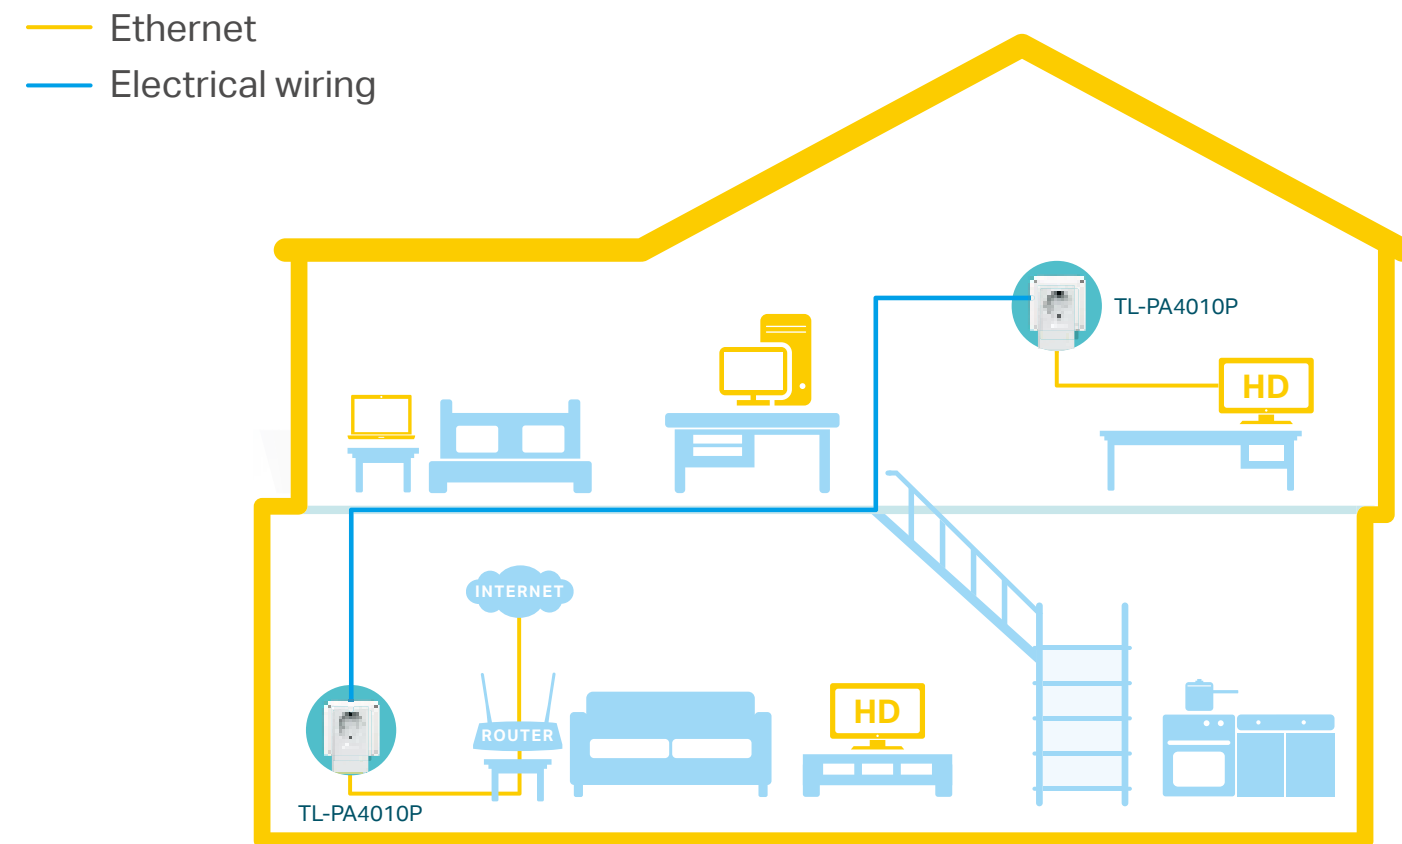 Ethernet
Electrical wiring
TL-PA4010P
HD
INTERNET
HD
ROUTER
TL-PA4010P